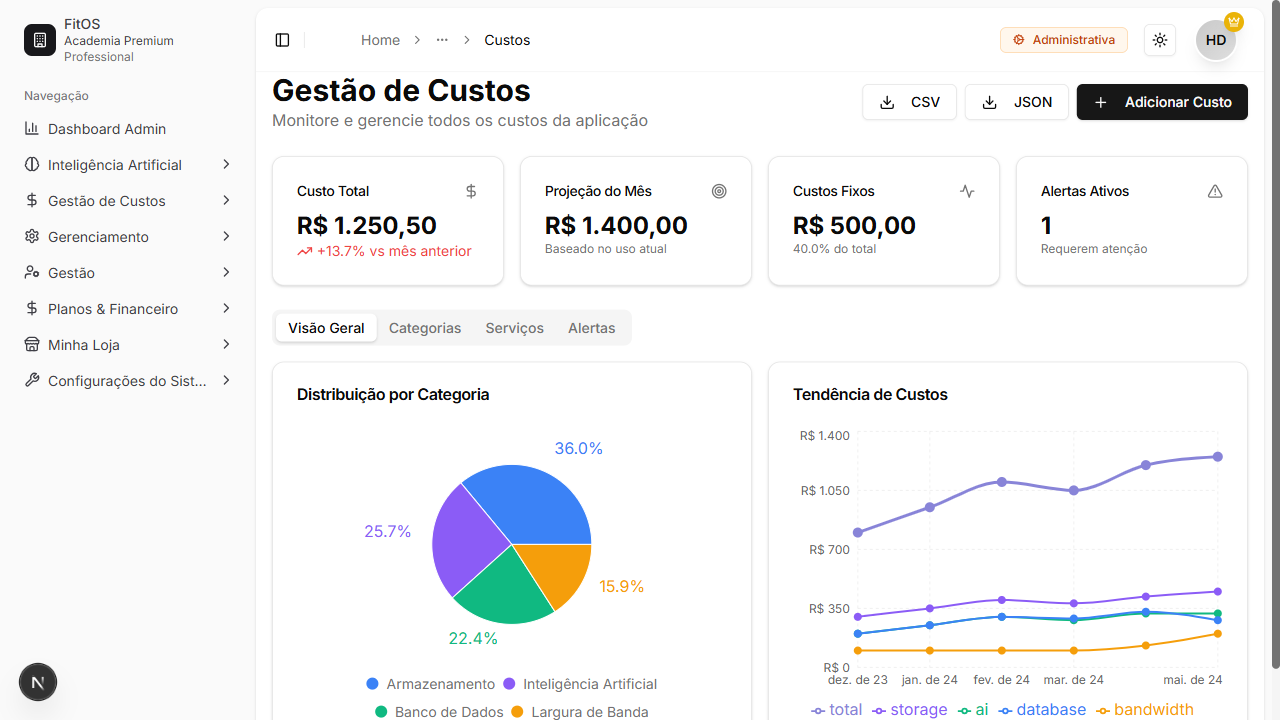 FitOS
Academia Premium
Professional
Navegação
Dashboard Admin
Inteligência Artificial
Gestão de Custos
Gerenciamento
Gestão
Planos & Financeiro
Minha Loja
Configurações do Sist...
N
Home > ··· > Custos
Administrativa
HD
Gestão de Custos
Monitore e gerencie todos os custos da aplicação
CSV
JSON
Adicionar Custo
Custo Total
R$ 1.250,50
+13.7% vs mês anterior
Projeção do Mês
R$ 1.400,00
Baseado no uso atual
Custos Fixos
R$ 500,00
40.0% do total
Alertas Ativos
1
Requerem atenção
Visão Geral Categorias Serviços Alertas
Distribuição por Categoria
36.0%
25.7%
15.9%
22.4%
Armazenamento Inteligência Artificial
Banco de Dados Largura de Banda
Tendência de Custos
R$ 1.400
R$ 1.050
R$ 700
R$ 350
R$ 0
dez. de 23 jan. de 24 fev. de 24 mar. de 24 mai. de 24
total storage ai database bandwidth